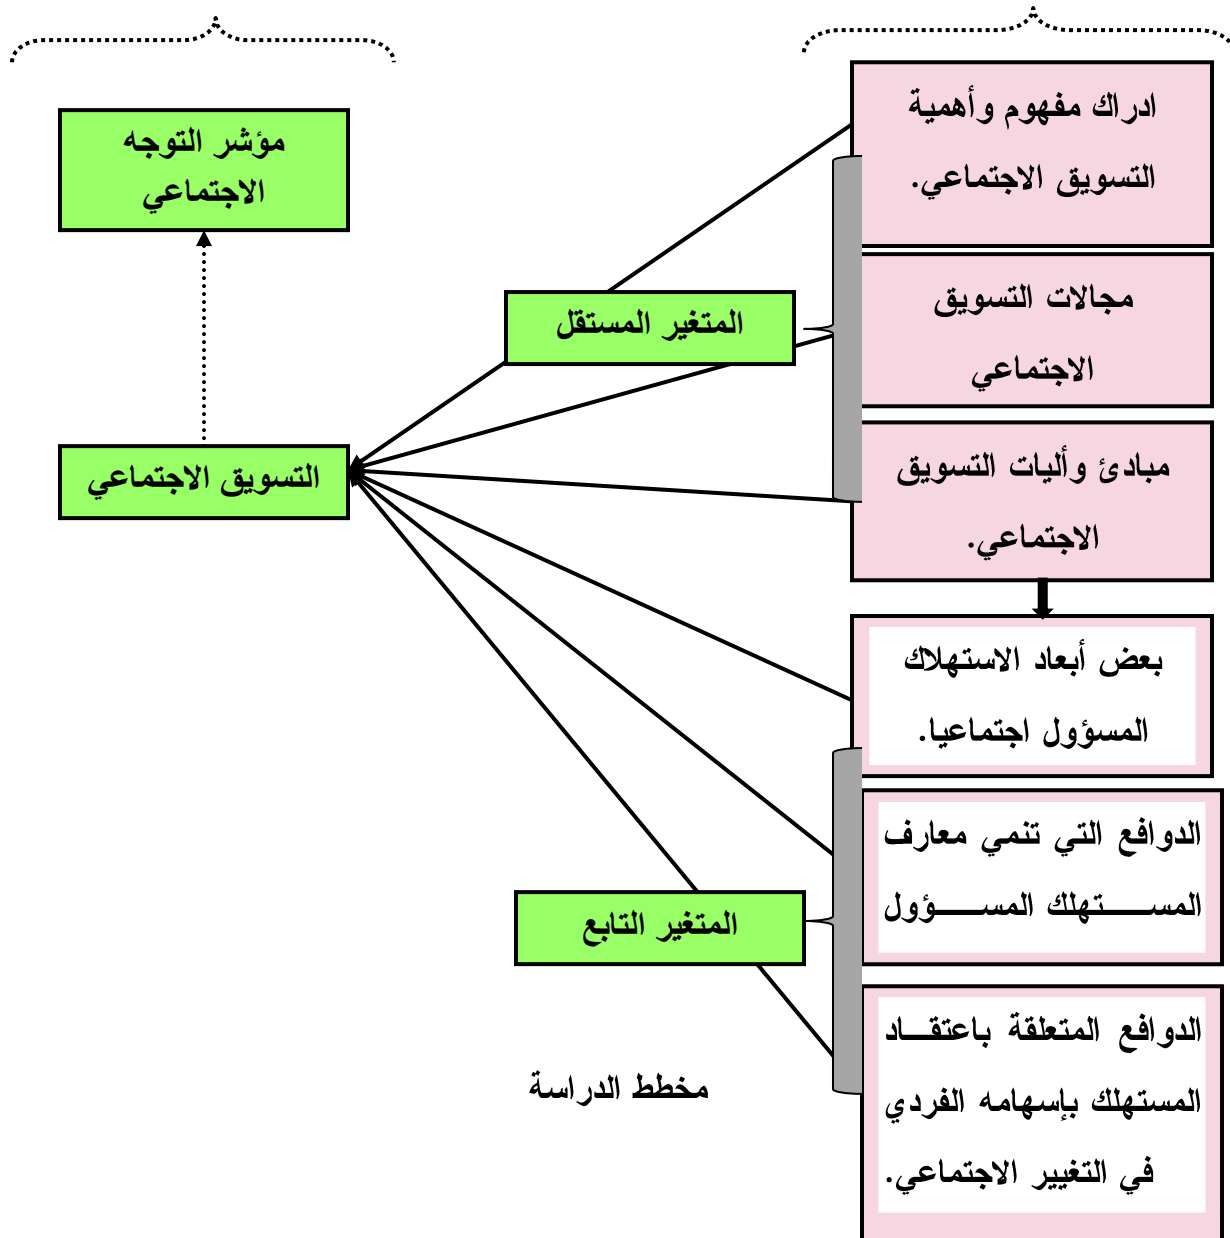 ادراك مفهوم وأهمية
التسويق الاجتماعي.
مؤشر التوجه
الاجتماعي
مجالات التسويق
الاجتماعي
المتغير المستقل
مبادئ وأليات التسويق
الاجتماعي.
التسويق الاجتماعي
بعض أبعاد الاستهلاك
المسؤول اجتماعيا.
الدوافع التي تنمي معارف
المستهلك المسؤول
المتغير التابع
الدوافع المتعلقة باعتقاد
المستهلك بإسهامه الفردي
في التغيير الاجتماعي.
مخطط الدراسة